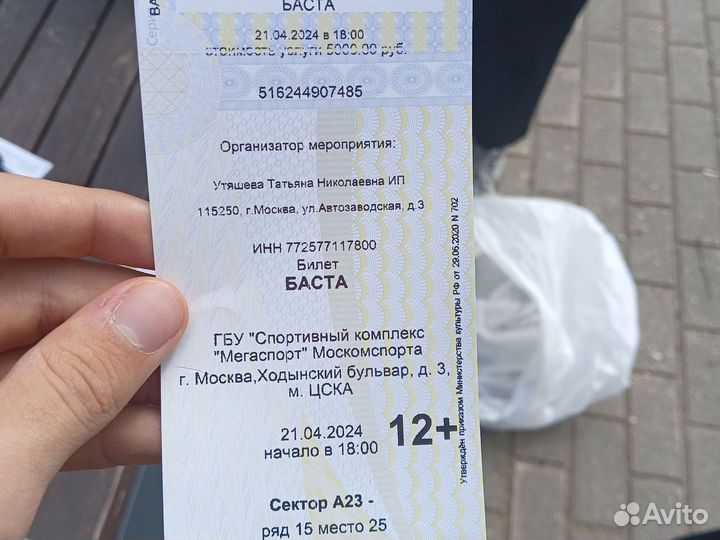 БАСТА
21.04.2024 в 18:00
стоимость услуги 5000.00 руб.
516244907485
Организатор мероприятия:
Утяшева Татьяна Николаевна ИП
115250, г.Москва, ул.Автозаводская, д.3
ИНН 772577117800
Билет
БАСТА
ГБУ "Спортивный комплекс
"Мегаспорт" Москомспорта
г. Москва,Ходынский бульвар, д. 3,
м. ЦСКА
21.04.2024
начало в 18:00
12+
Сектор А23 -
ряд 15 место 25
Утверждён приказом Министерства культуры РФ от 29.06.2020 N 702
Avito